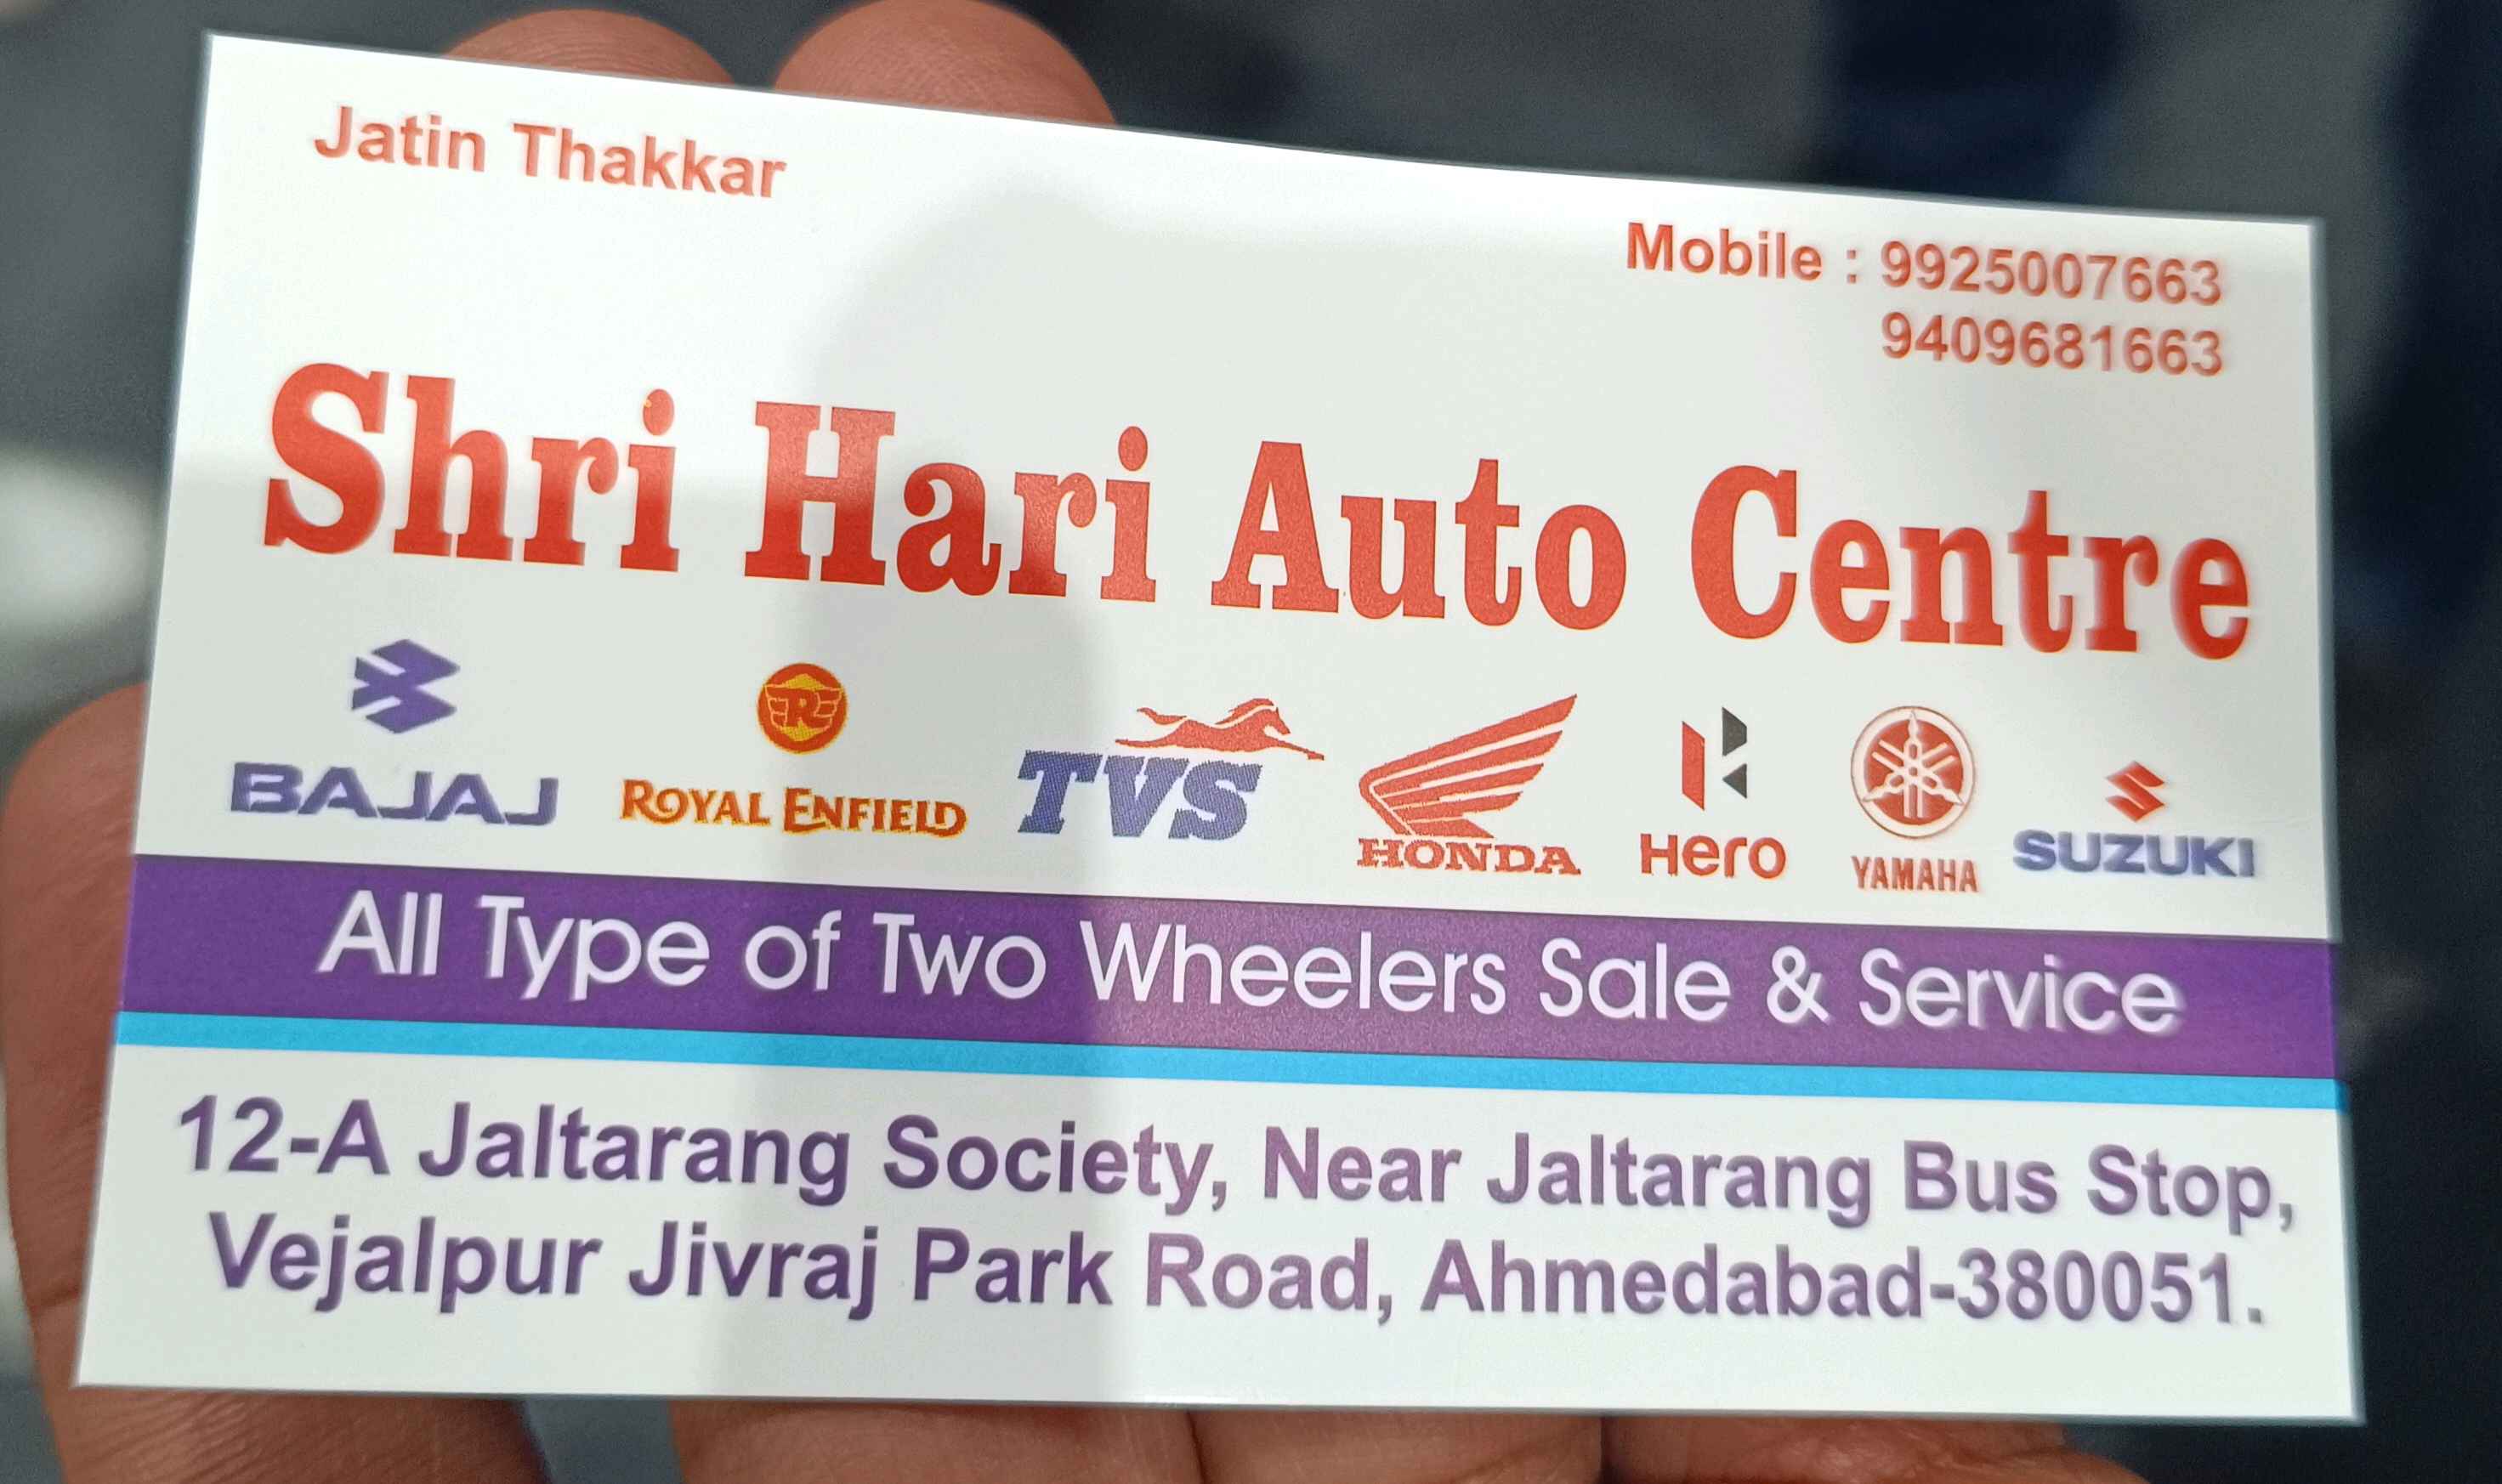 Jatin Thakkar
Mobile : 9925007663
9409681663
Shri Hari Auto Centre
BAJAJ
ROYAL ENFIELD
TVS
HONDA
Hero
YAMAHA
SUZUKI
All Type of Two Wheelers Sale & Service
12-A Jaltarang Society, Near Jaltarang Bus Stop,
Vejalpur Jivraj Park Road, Ahmedabad-380051.